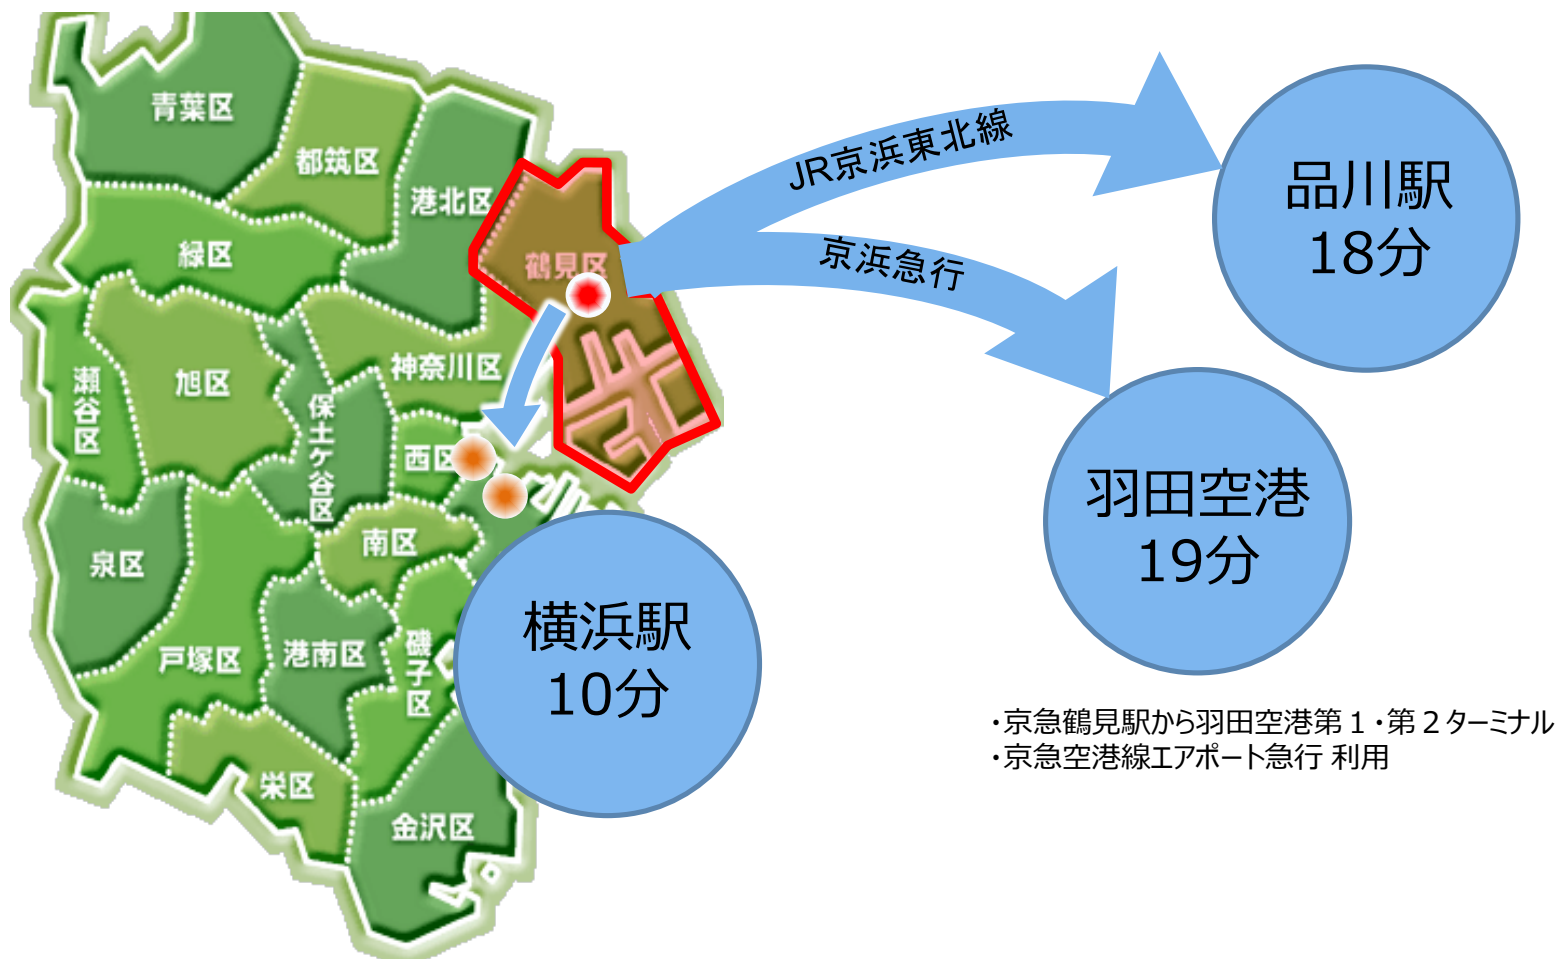 青葉区
都筑区
港北区
緑区
鶴見区
神奈川区
旭区
瀬谷区
保土ケ谷区
西区
南区
泉区
戸塚区
港南区
磯子区
栄区
金沢区
JR京浜東北線
京浜急行
品川駅
18分
羽田空港
19分
横浜駅
10分
・京急鶴見駅から羽田空港第１・第２ターミナル
・京急空港線エアポート急行 利用